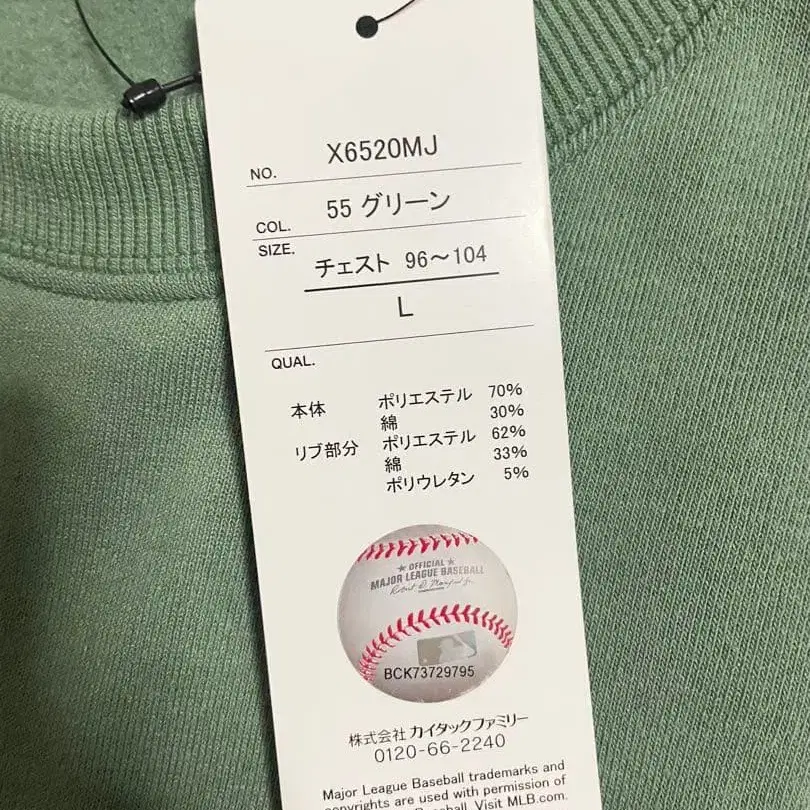 NO. X6520MJ
COL. 55 グリーン
SIZE. チェスト 96～104
L
QUAL.
本体 ポリエステル 70%
綿 30%
リブ部分 ポリエステル 62%
綿 33%
ポリウレタン 5%
★ OFFICIAL ★
MAJOR LEAGUE BASEBALL
BCK73729795
株式会社 カイタックファミリー
0120-66-2240
Major League Baseball trademarks and
copyrights are used with permission of
Baseball. Visit MLB.com.